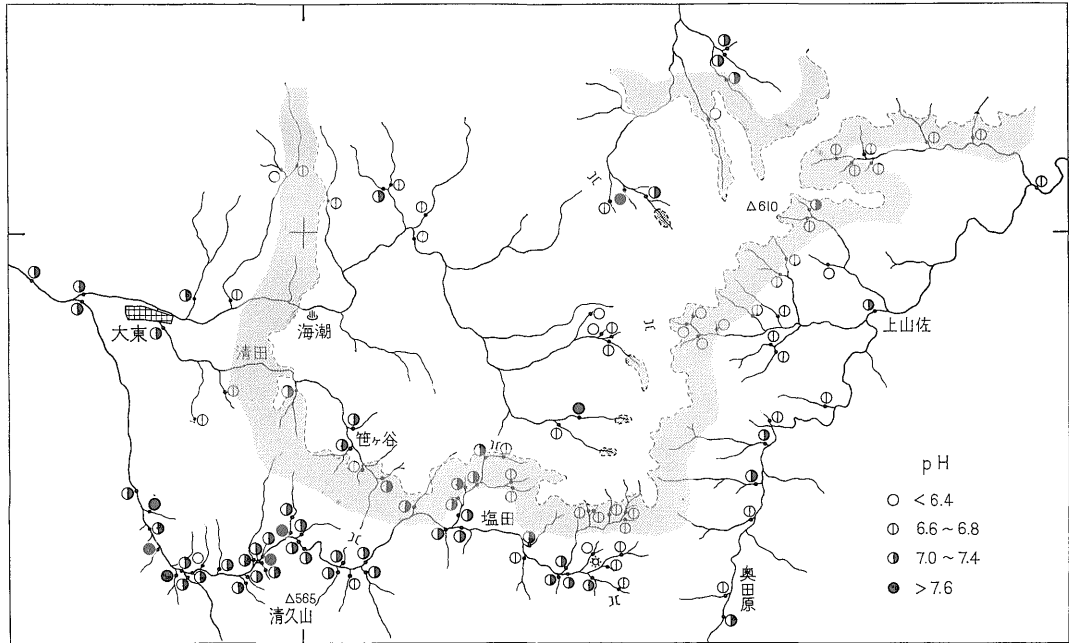 △610
大東
清田
海潮
上山佐
笹ヶ谷
塩田
△565
清久山
奥田原
pH
<6.4
6.6~6.8
7.0~7.4
>7.6